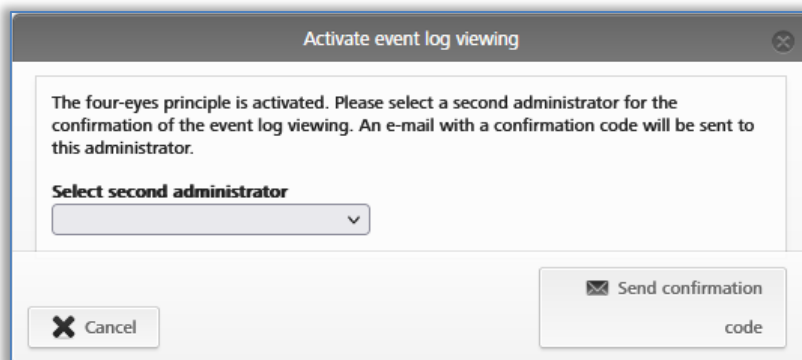 Activate event log viewing
The four-eyes principle is activated. Please select a second administrator for the
confirmation of the event log viewing. An e-mail with a confirmation code will be sent to
this administrator.
Select second administrator
Send confirmation
code
Cancel